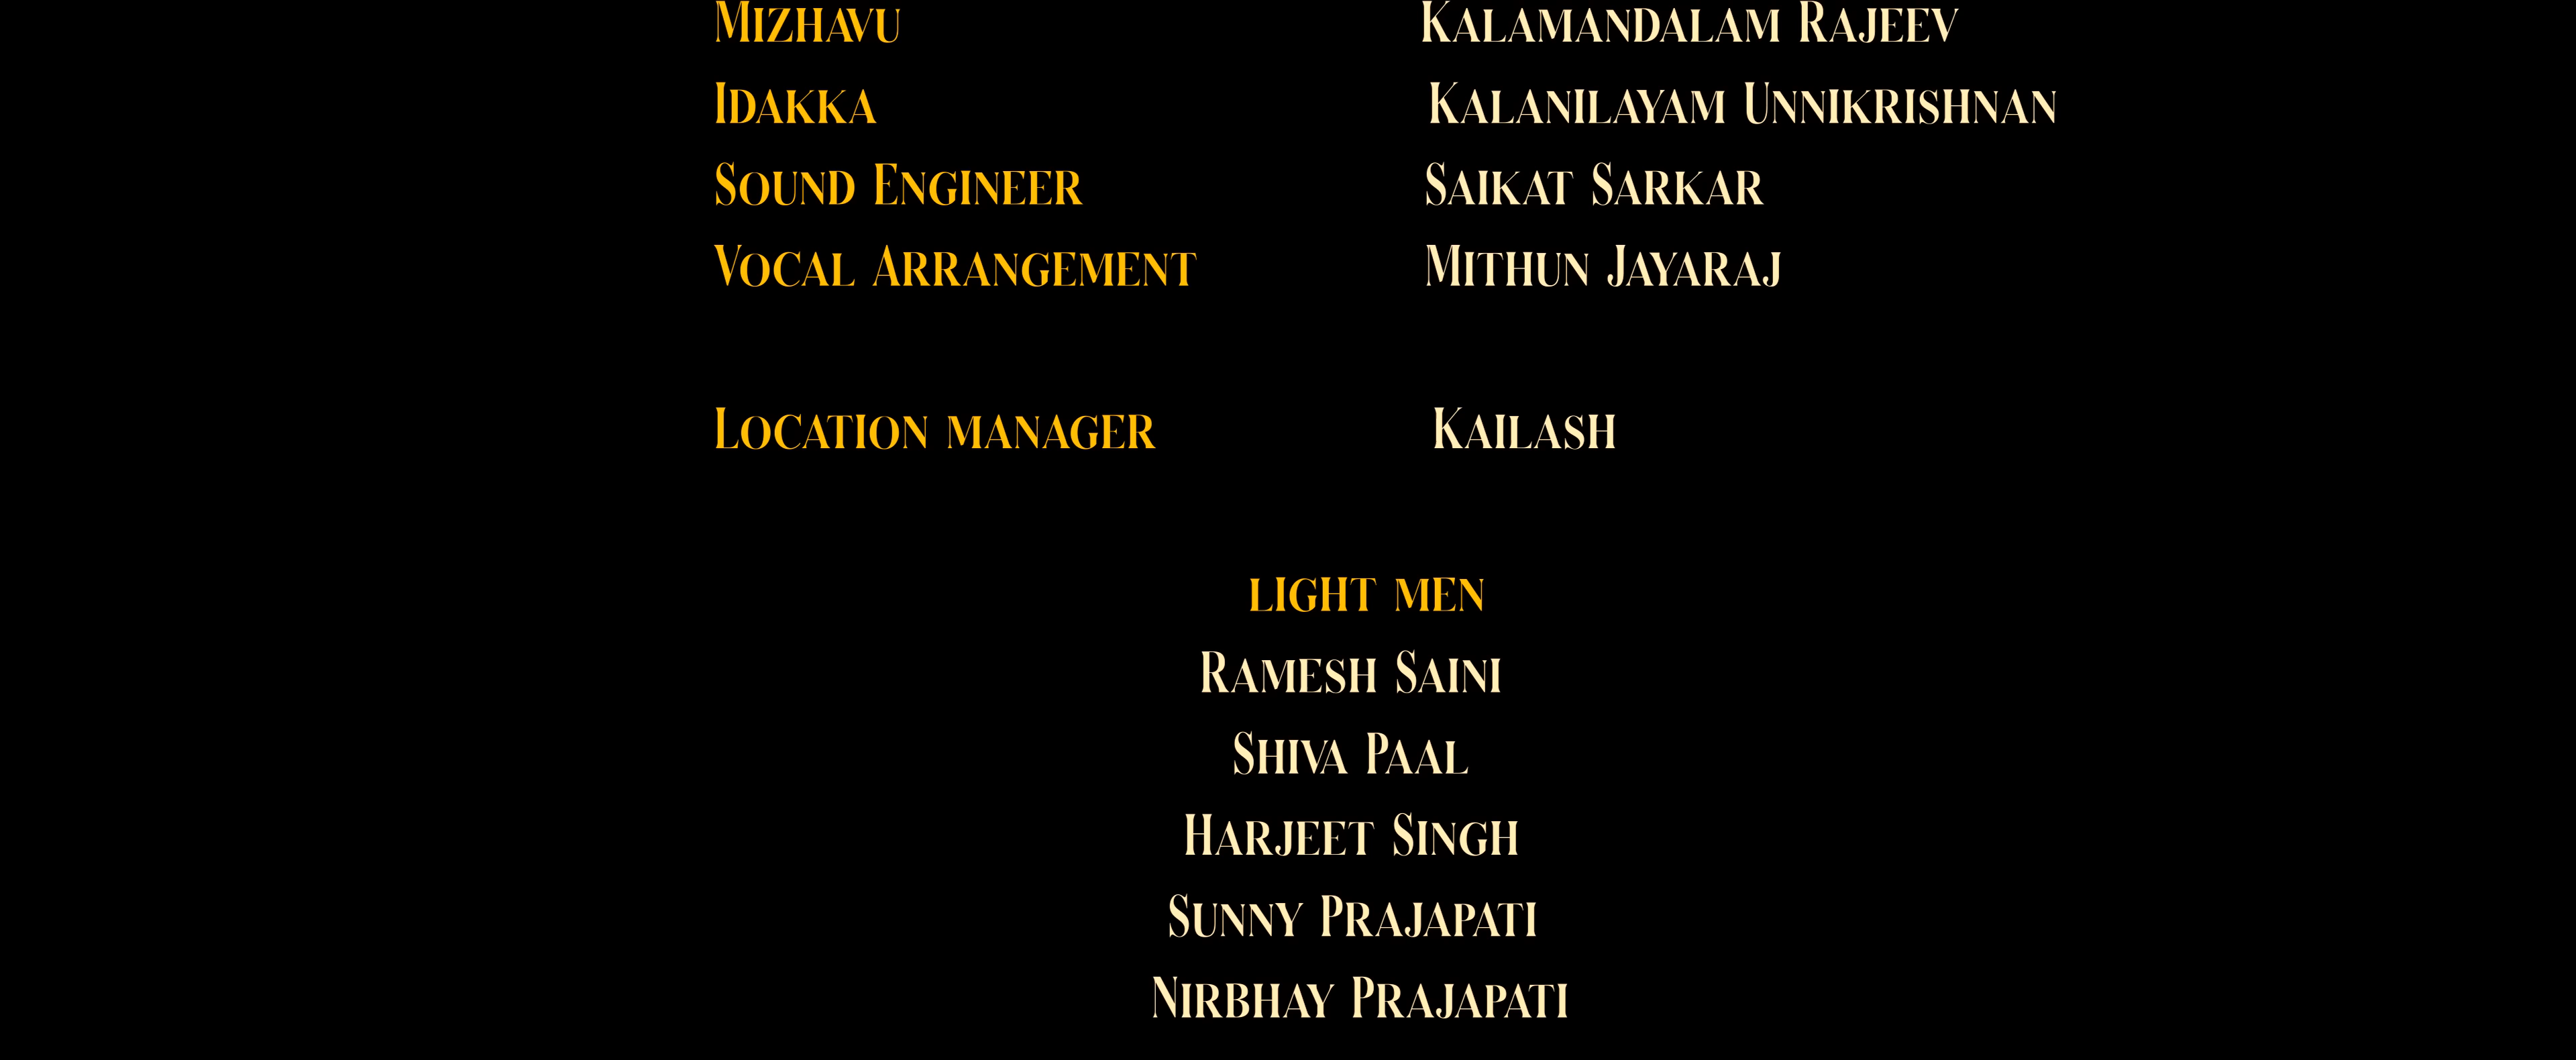 Mizhavu Kalamandalam Rajeev
Idakka Kalanilayam Unnikrishnan
Sound Engineer Saikat Sarkar
Vocal Arrangement Mithun Jayaraj
Location manager Kailash
light men
Ramesh Saini
Shiva Paal
Harjeet Singh
Sunny Prajapati
Nirbhay Prajapati